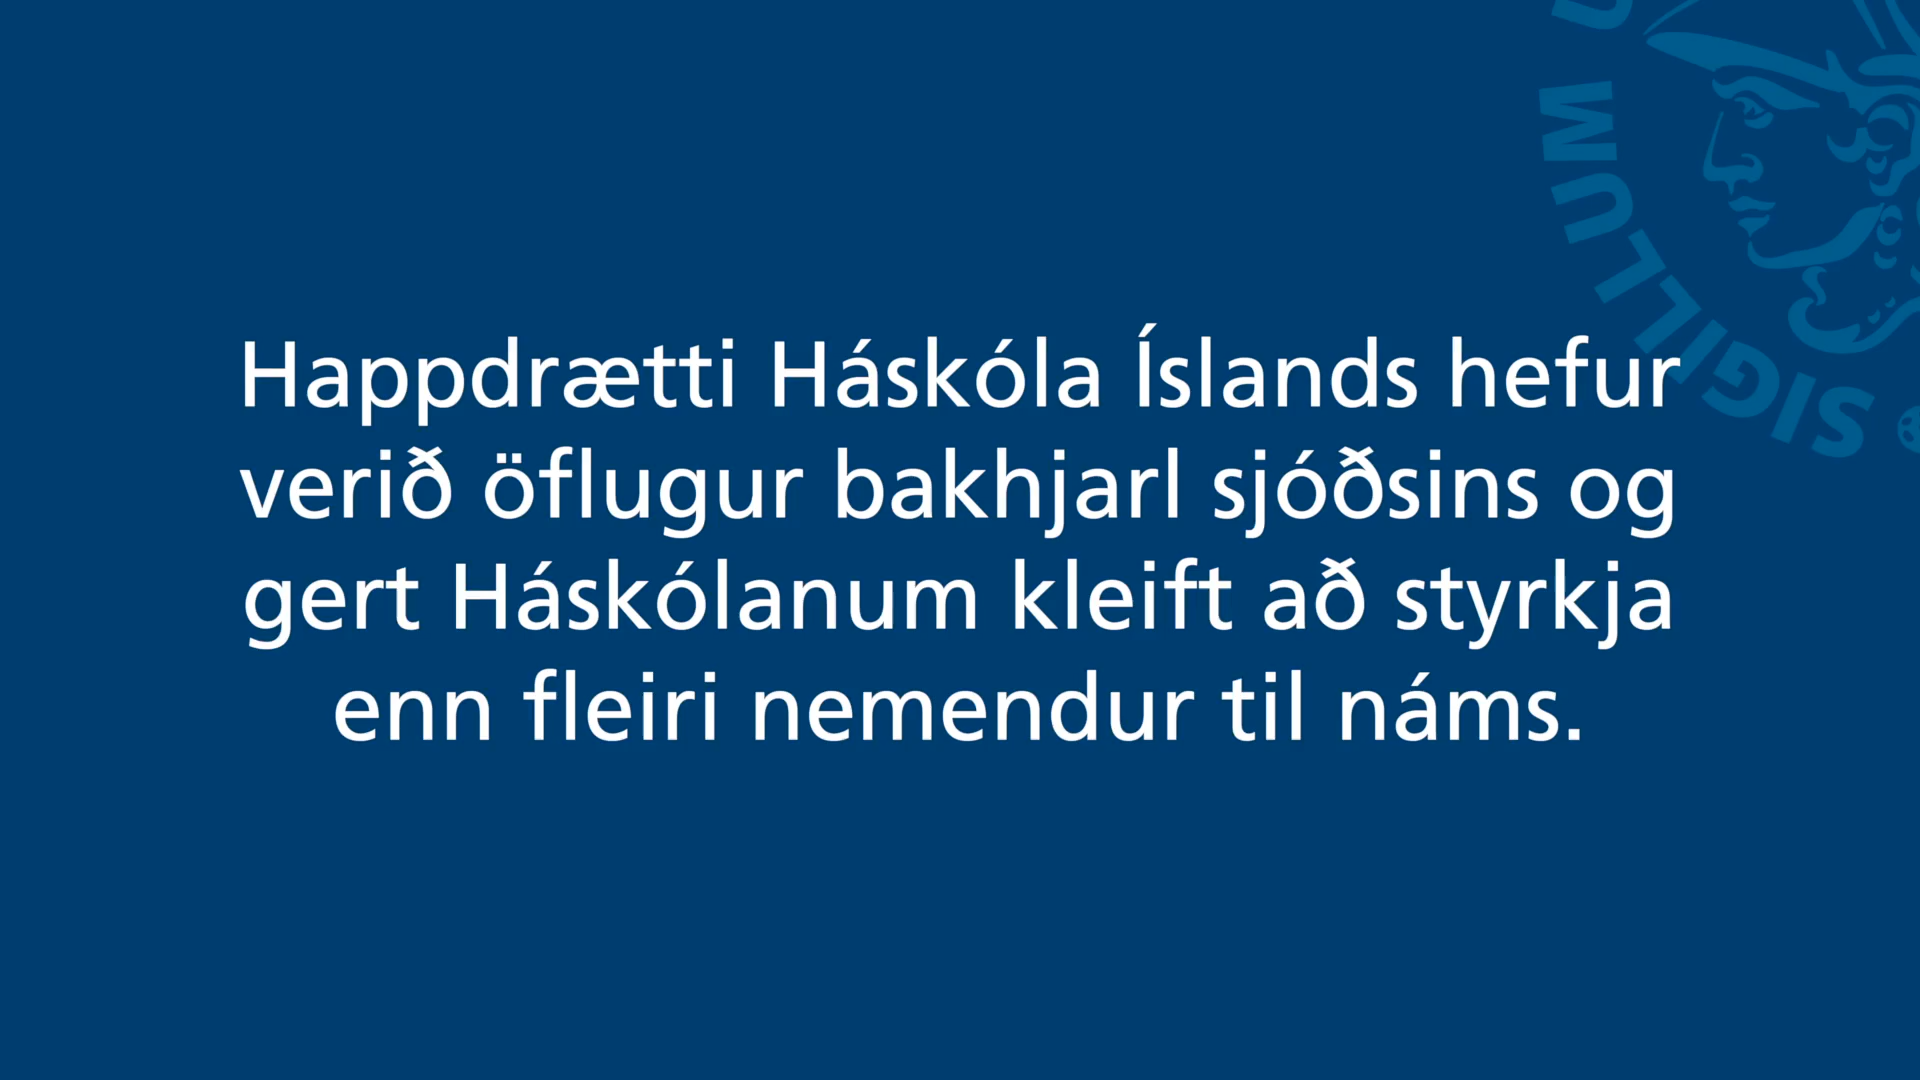 Happdrætti Háskóla Íslands hefur
verið öflugur bakhjarl sjóðsins og
gert Háskólanum kleift að styrkja
enn fleiri nemendur til náms.
SIGILLUM